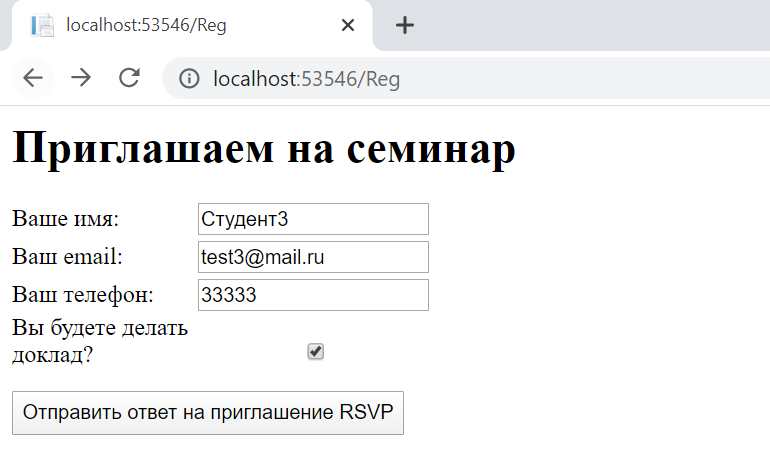 localhost:53546/Reg
localhost:53546/Reg
Приглашаем на семинар
Ваше имя: Студент3
Ваш email: test3@mail.ru
Ваш телефон: 33333
Вы будете делать
доклад?
Отправить ответ на приглашение RSVP